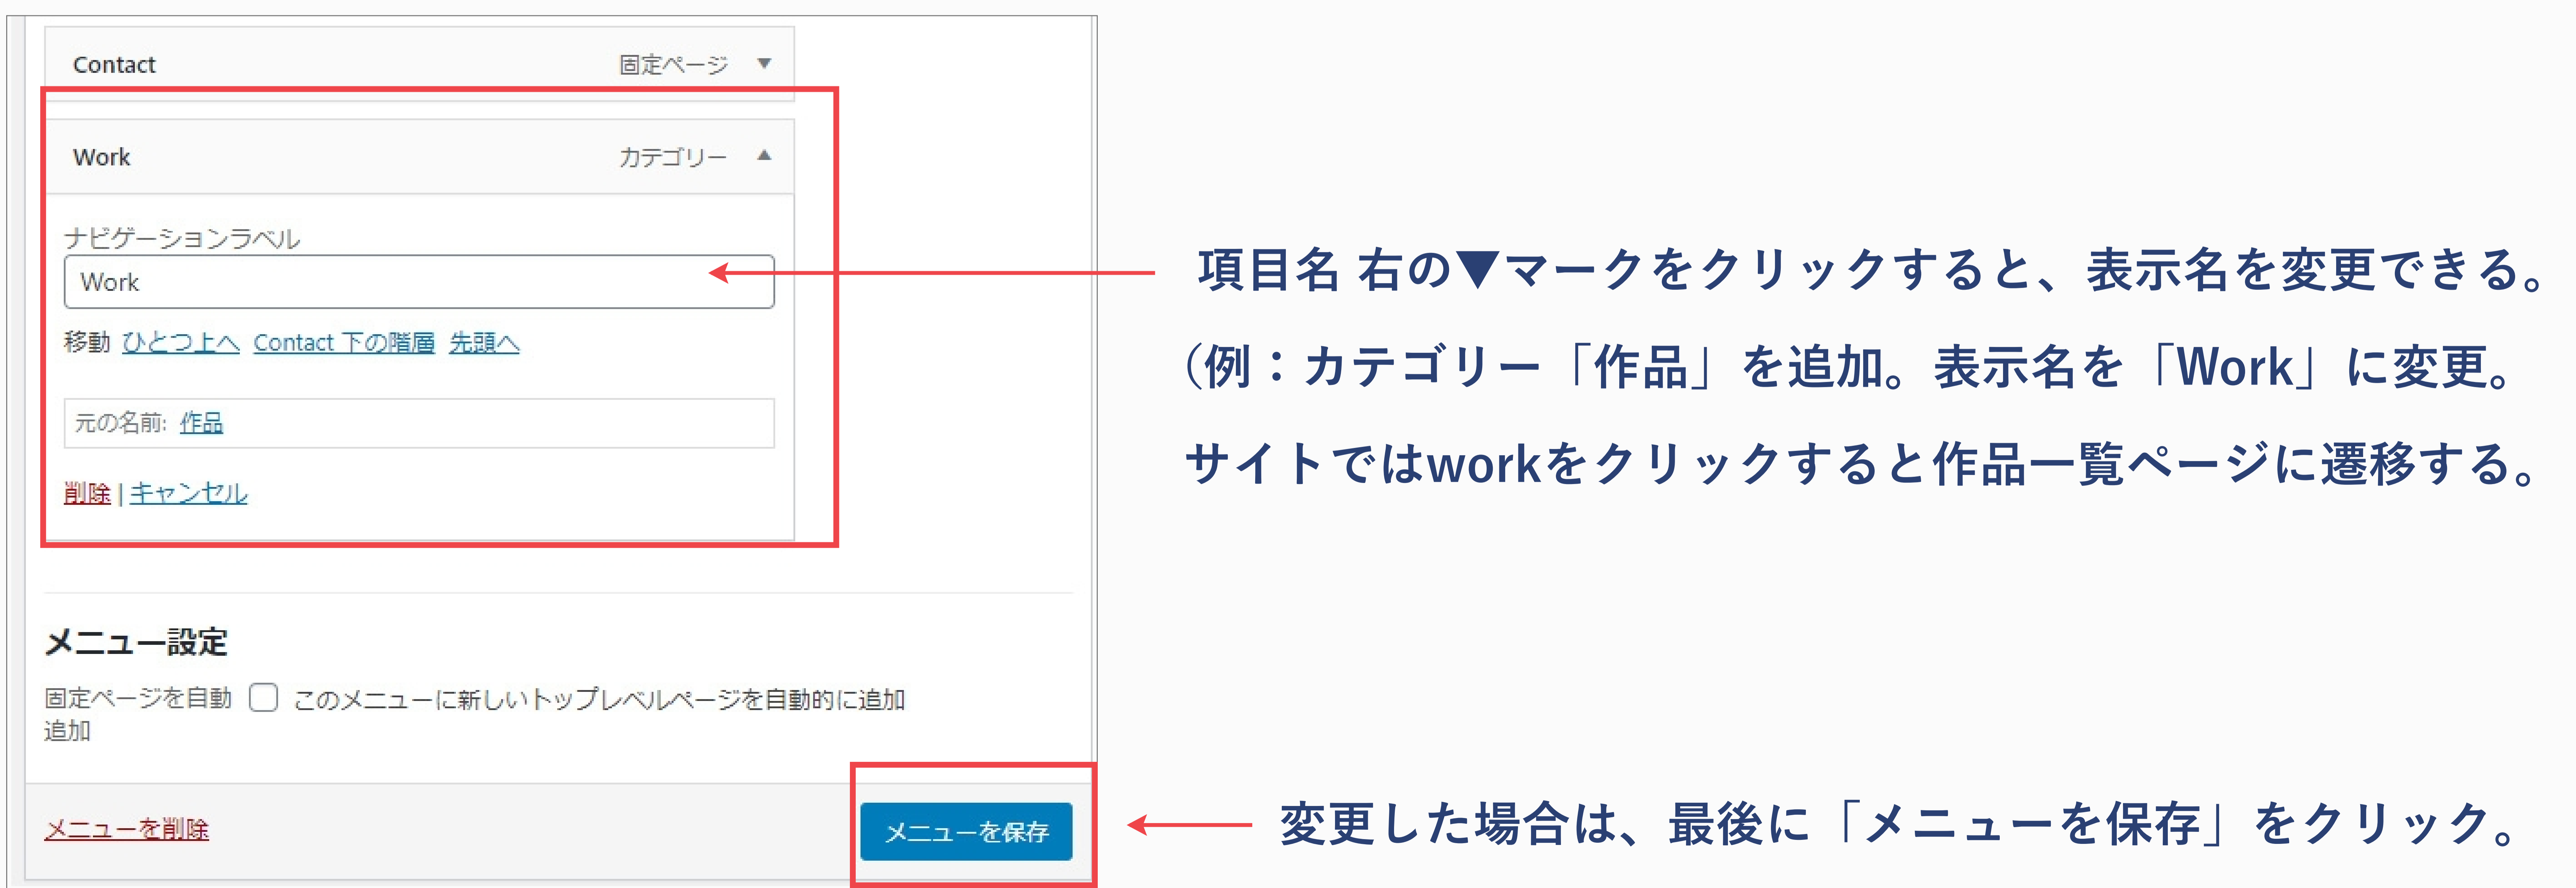 Contact 固定ページ ▼
Work カテゴリー ▲
ナビゲーションラベル
Work
移動 ひとつ上へ Contact 下の階層 先頭へ
元の名前: 作品
削除 | キャンセル
メニュー設定
固定ページを自動追加
このメニューに新しいトップレベルページを自動的に追加
メニューを削除
メニューを保存
項目名 右の▼マークをクリックすると、表示名を変更できる。
（例：カテゴリー「作品」を追加。表示名を「Work」に変更。
サイトではworkをクリックすると作品一覧ページに遷移する。
変更した場合は、最後に「メニューを保存」をクリック。